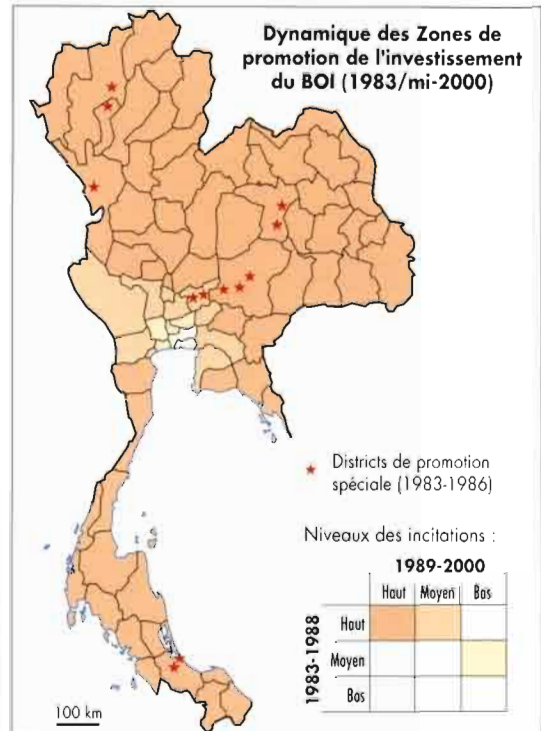 Dynamique des Zones de
promotion de l'investissement
du BOI (1983/mi-2000)
Districts de promotion
spéciale (1983-1986)
Niveaux des incitations :
1989-2000
Haut Moyen Bas
1983-1988
Haut
Moyen
Bas
100 km